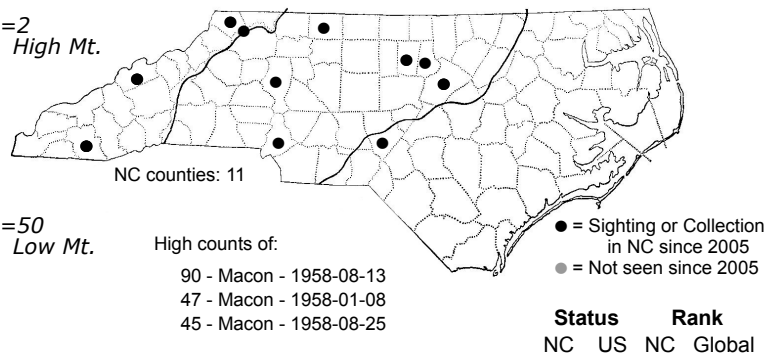 =2
High Mt.
NC counties: 11
=50
Low Mt.
High counts of:
90 - Macon - 1958-08-13
47 - Macon - 1958-01-08
45 - Macon - 1958-08-25
● = Sighting or Collection
in NC since 2005
● = Not seen since 2005
Status Rank
NC US NC Global